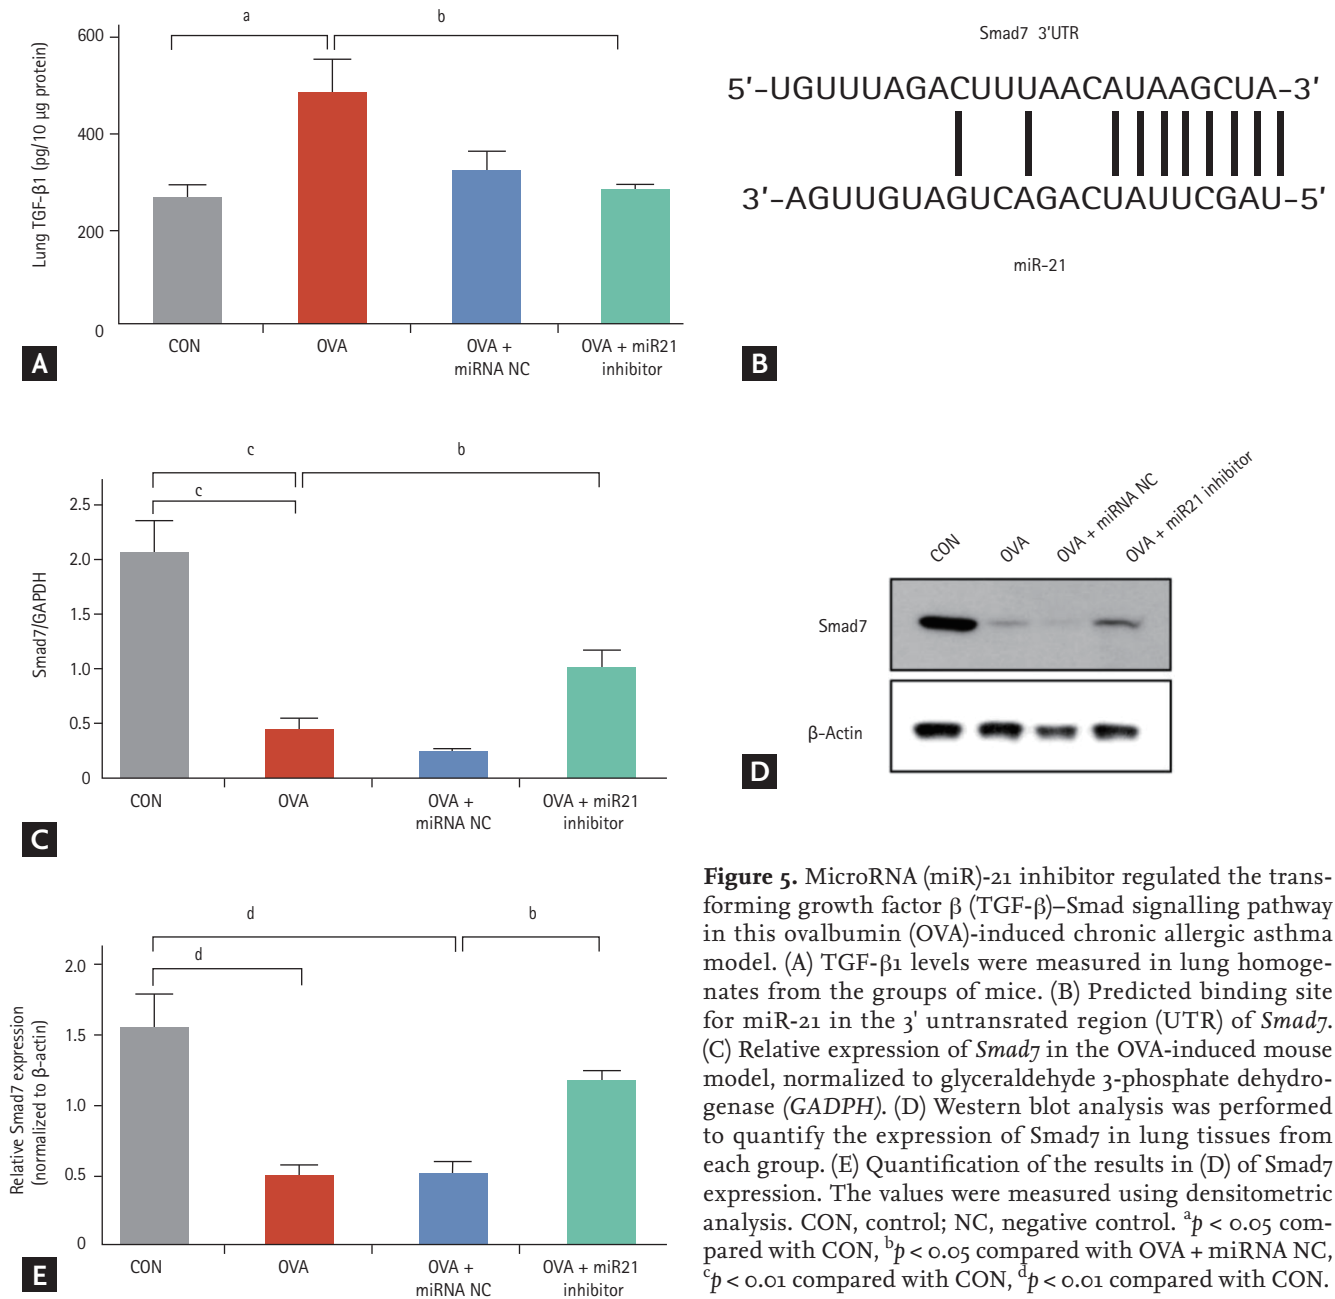 a
b
600
400
200
0
Lung TGF-β1 (pg/10 µg protein)
CON
OVA
OVA +
miRNA NC
OVA + miR21
inhibitor
A
Smad7 3'UTR
5'-UGUUUAGACUUUAACAUAAGCUA-3'
3'-AGUUGUAGUCAGACUAUUCGAU-5'
miR-21
B
c
b
c
2.5
2.0
1.5
1.0
0.5
0
Smad7/GAPDH
CON
OVA
OVA +
miRNA NC
OVA + miR21
inhibitor
C
CON
OVA
OVA + miRNA NC
OVA + miR21 inhibitor
Smad7
β-Actin
D
d
b
d
2.0
1.5
1.0
0.5
0
Relative Smad7 expression
(normalized to β-actin)
CON
OVA
OVA +
miRNA NC
OVA + miR21
inhibitor
E
Figure 5. MicroRNA (miR)-21 inhibitor regulated the trans-
forming growth factor β (TGF-β)–Smad signalling pathway
in this ovalbumin (OVA)-induced chronic allergic asthma
model. (A) TGF-β1 levels were measured in lung homoge-
nates from the groups of mice. (B) Predicted binding site
for miR-21 in the 3' untransrated region (UTR) of Smad7.
(C) Relative expression of Smad7 in the OVA-induced mouse
model, normalized to glyceraldehyde 3-phosphate dehydro-
genase (GADPH). (D) Western blot analysis was performed
to quantify the expression of Smad7 in lung tissues from
each group. (E) Quantification of the results in (D) of Smad7
expression. The values were measured using densitometric
analysis. CON, control; NC, negative control. ᵃp < 0.05 com-
pared with CON, ᵇp < 0.05 compared with OVA + miRNA NC,
ᶜp < 0.01 compared with CON, ᵈp < 0.01 compared with CON.